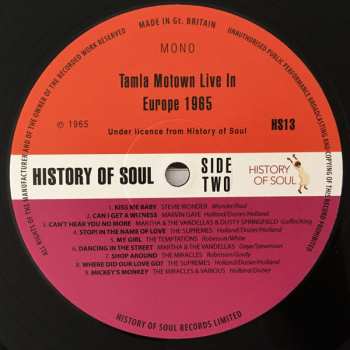 MADE IN Gt. BRITAIN
UNAUTHORISED PUBLIC PERFORMANCE BROADCASTING AND COPYING OF THIS RECORD PROHIBITED
ALL RIGHTS OF THE MANUFACTURER AND OF THE OWNER OF THE RECORDED WORK RESERVED
MONO
Tamla Motown Live In
Europe 1965
℗ 1965
Under licence from History of Soul
HS13
HISTORY OF SOUL
SIDE
TWO
HISTORY
OF SOUL
1. KISS ME BABY STEVIE WONDER Wonder/Paul
2. CAN I GET A WITNESS MARVIN GAYE Holland/Dozier/Holland
3. CAN'T HEAR YOU NO MORE MARTHA & THE VANDELLAS & DUSTY SPRINGFIELD Goffin/King
4. STOP! IN THE NAME OF LOVE THE SUPREMES Holland/Dozier/Holland
5. MY GIRL THE TEMPTATIONS Robinson/White
6. DANCING IN THE STREET MARTHA & THE VANDELLAS Gaye/Stevenson
7. SHOP AROUND THE MIRACLES Robinson/Gordy
8. WHERE DID OUR LOVE GO? THE SUPREMES Holland/Dozier/Holland
9. MICKEY'S MONKEY THE MIRACLES & VARIOUS Holland/Dozier
HISTORY OF SOUL RECORDS LIMITED